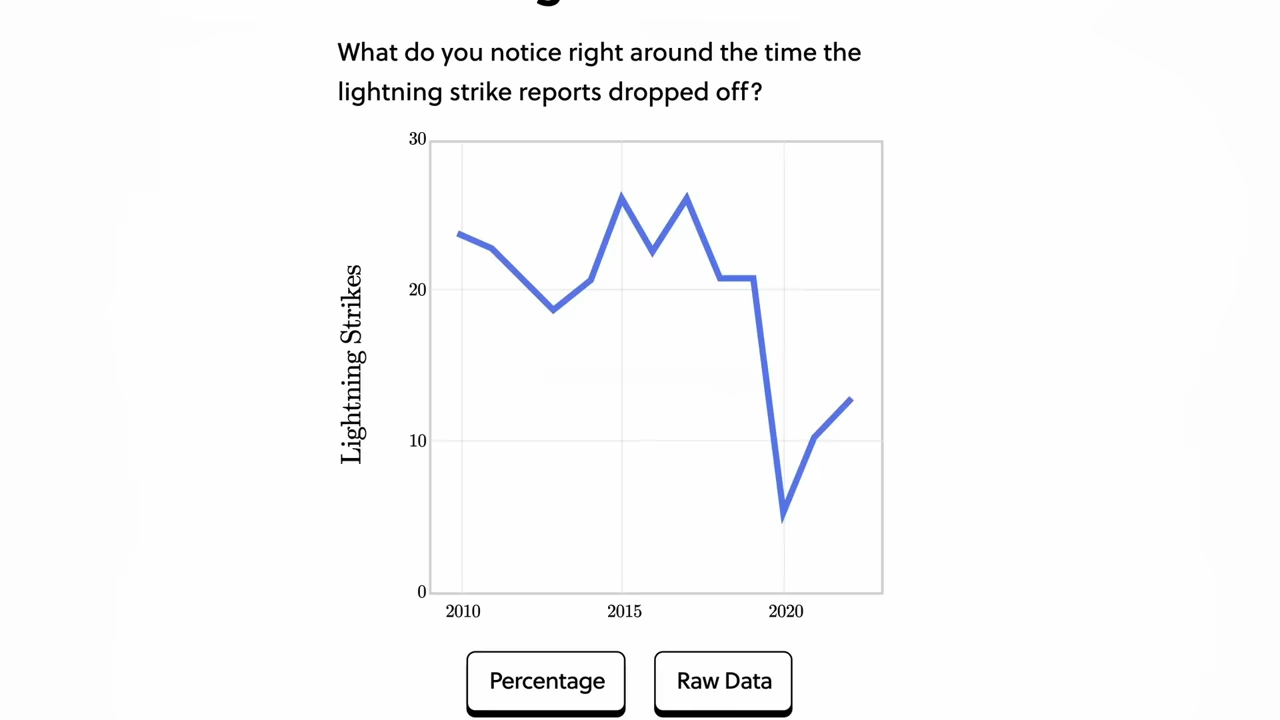 What do you notice right around the time the
lightning strike reports dropped off?
30
20
10
0
Lightning Strikes
2010
2015
2020
Percentage
Raw Data